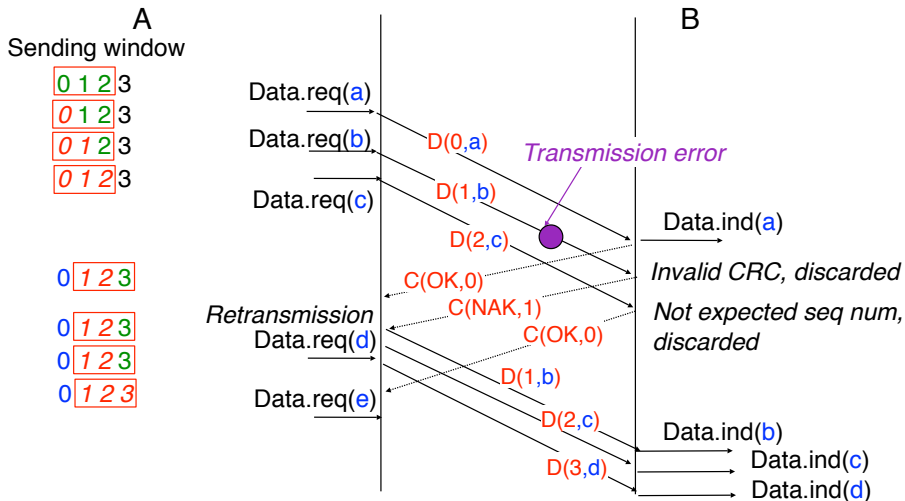 A
B
Sending window
0 1 2 3
0 1 2 3
0 1 2 3
0 1 2 3
Data.req(a)
Data.req(b)
Data.req(c)
D(0,a)
Transmission error
D(1,b)
D(2,c)
Data.ind(a)
0 1 2 3
C(OK,0)
Invalid CRC, discarded
C(NAK,1)
Retransmission
Not expected seq num,
discarded
0 1 2 3
Data.req(d)
C(OK,0)
0 1 2 3
D(1,b)
0 1 2 3
Data.req(e)
D(2,c)
Data.ind(b)
D(3,d)
Data.ind(c)
Data.ind(d)